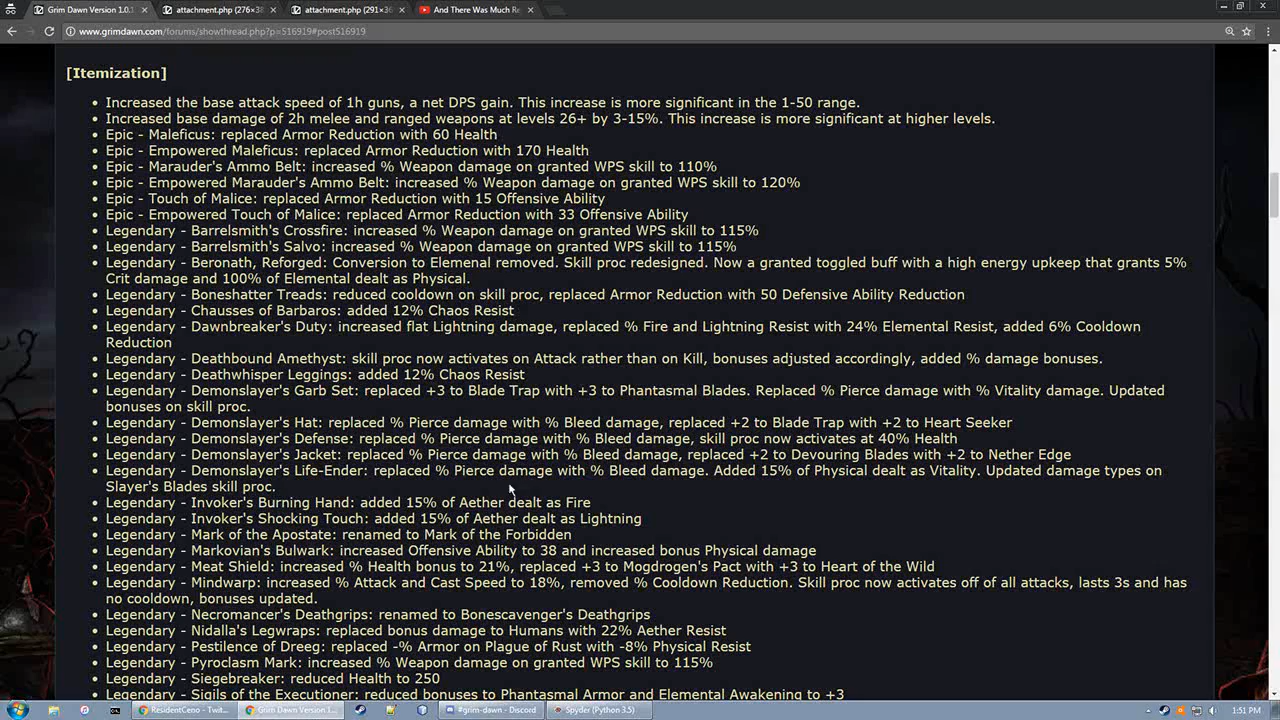 Grim Dawn Version 1.0.1
attachment.php (276×38
attachment.php (291×36
And There Was Much Re
www.grimdawn.com/forums/showthread.php?p=516919#post516919
[Itemization]
Increased the base attack speed of 1h guns, a net DPS gain. This increase is more significant in the 1-50 range.
Increased base damage of 2h melee and ranged weapons at levels 26+ by 3-15%. This increase is more significant at higher levels.
Epic - Maleficus: replaced Armor Reduction with 60 Health
Epic - Empowered Maleficus: replaced Armor Reduction with 170 Health
Epic - Marauder's Ammo Belt: increased % Weapon damage on granted WPS skill to 110%
Epic - Empowered Marauder's Ammo Belt: increased % Weapon damage on granted WPS skill to 120%
Epic - Touch of Malice: replaced Armor Reduction with 15 Offensive Ability
Epic - Empowered Touch of Malice: replaced Armor Reduction with 33 Offensive Ability
Legendary - Barrelsmith's Crossfire: increased % Weapon damage on granted WPS skill to 115%
Legendary - Barrelsmith's Salvo: increased % Weapon damage on granted WPS skill to 115%
Legendary - Beronath, Reforged: Conversion to Elemenal removed. Skill proc redesigned. Now a granted toggled buff with a high energy upkeep that grants 5%
Crit damage and 100% of Elemental dealt as Physical.
Legendary - Boneshatter Treads: reduced cooldown on skill proc, replaced Armor Reduction with 50 Defensive Ability Reduction
Legendary - Chausses of Barbaros: added 12% Chaos Resist
Legendary - Dawnbreaker's Duty: increased flat Lightning damage, replaced % Fire and Lightning Resist with 24% Elemental Resist, added 6% Cooldown
Reduction
Legendary - Deathbound Amethyst: skill proc now activates on Attack rather than on Kill, bonuses adjusted accordingly, added % damage bonuses.
Legendary - Deathwhisper Leggings: added 12% Chaos Resist
Legendary - Demonslayer's Garb Set: replaced +3 to Blade Trap with +3 to Phantasmal Blades. Replaced % Pierce damage with % Vitality damage. Updated
bonuses on skill proc.
Legendary - Demonslayer's Hat: replaced % Pierce damage with % Bleed damage, replaced +2 to Blade Trap with +2 to Heart Seeker
Legendary - Demonslayer's Defense: replaced % Pierce damage with % Bleed damage, skill proc now activates at 40% Health
Legendary - Demonslayer's Jacket: replaced % Pierce damage with % Bleed damage, replaced +2 to Devouring Blades with +2 to Nether Edge
Legendary - Demonslayer's Life-Ender: replaced % Pierce damage with % Bleed damage. Added 15% of Physical dealt as Vitality. Updated damage types on
Slayer's Blades skill proc.
Legendary - Invoker's Burning Hand: added 15% of Aether dealt as Fire
Legendary - Invoker's Shocking Touch: added 15% of Aether dealt as Lightning
Legendary - Mark of the Apostate: renamed to Mark of the Forbidden
Legendary - Markovian's Bulwark: increased Offensive Ability to 38 and increased bonus Physical damage
Legendary - Meat Shield: increased % Health bonus to 21%, replaced +3 to Mogdrogen's Pact with +3 to Heart of the Wild
Legendary - Mindwarp: increased % Attack and Cast Speed to 18%, removed % Cooldown Reduction. Skill proc now activates off of all attacks, lasts 3s and has
no cooldown, bonuses updated.
Legendary - Necromancer's Deathgrips: renamed to Bonescavenger's Deathgrips
Legendary - Nidalla's Legwraps: replaced bonus damage to Humans with 22% Aether Resist
Legendary - Pestilence of Dreeg: replaced -% Armor on Plague of Rust with -8% Physical Resist
Legendary - Pyroclasm Mark: increased % Weapon damage on granted WPS skill to 115%
Legendary - Siegebreaker: reduced Health to 250
Legendary - Sigils of the Executioner: reduced bonuses to Phantasmal Armor and Elemental Awakening to +3
ResidentCeno - Twit...
Grim Dawn Version 1...
#grim-dawn - Discord
Spyder (Python 3.5)
1:51 PM